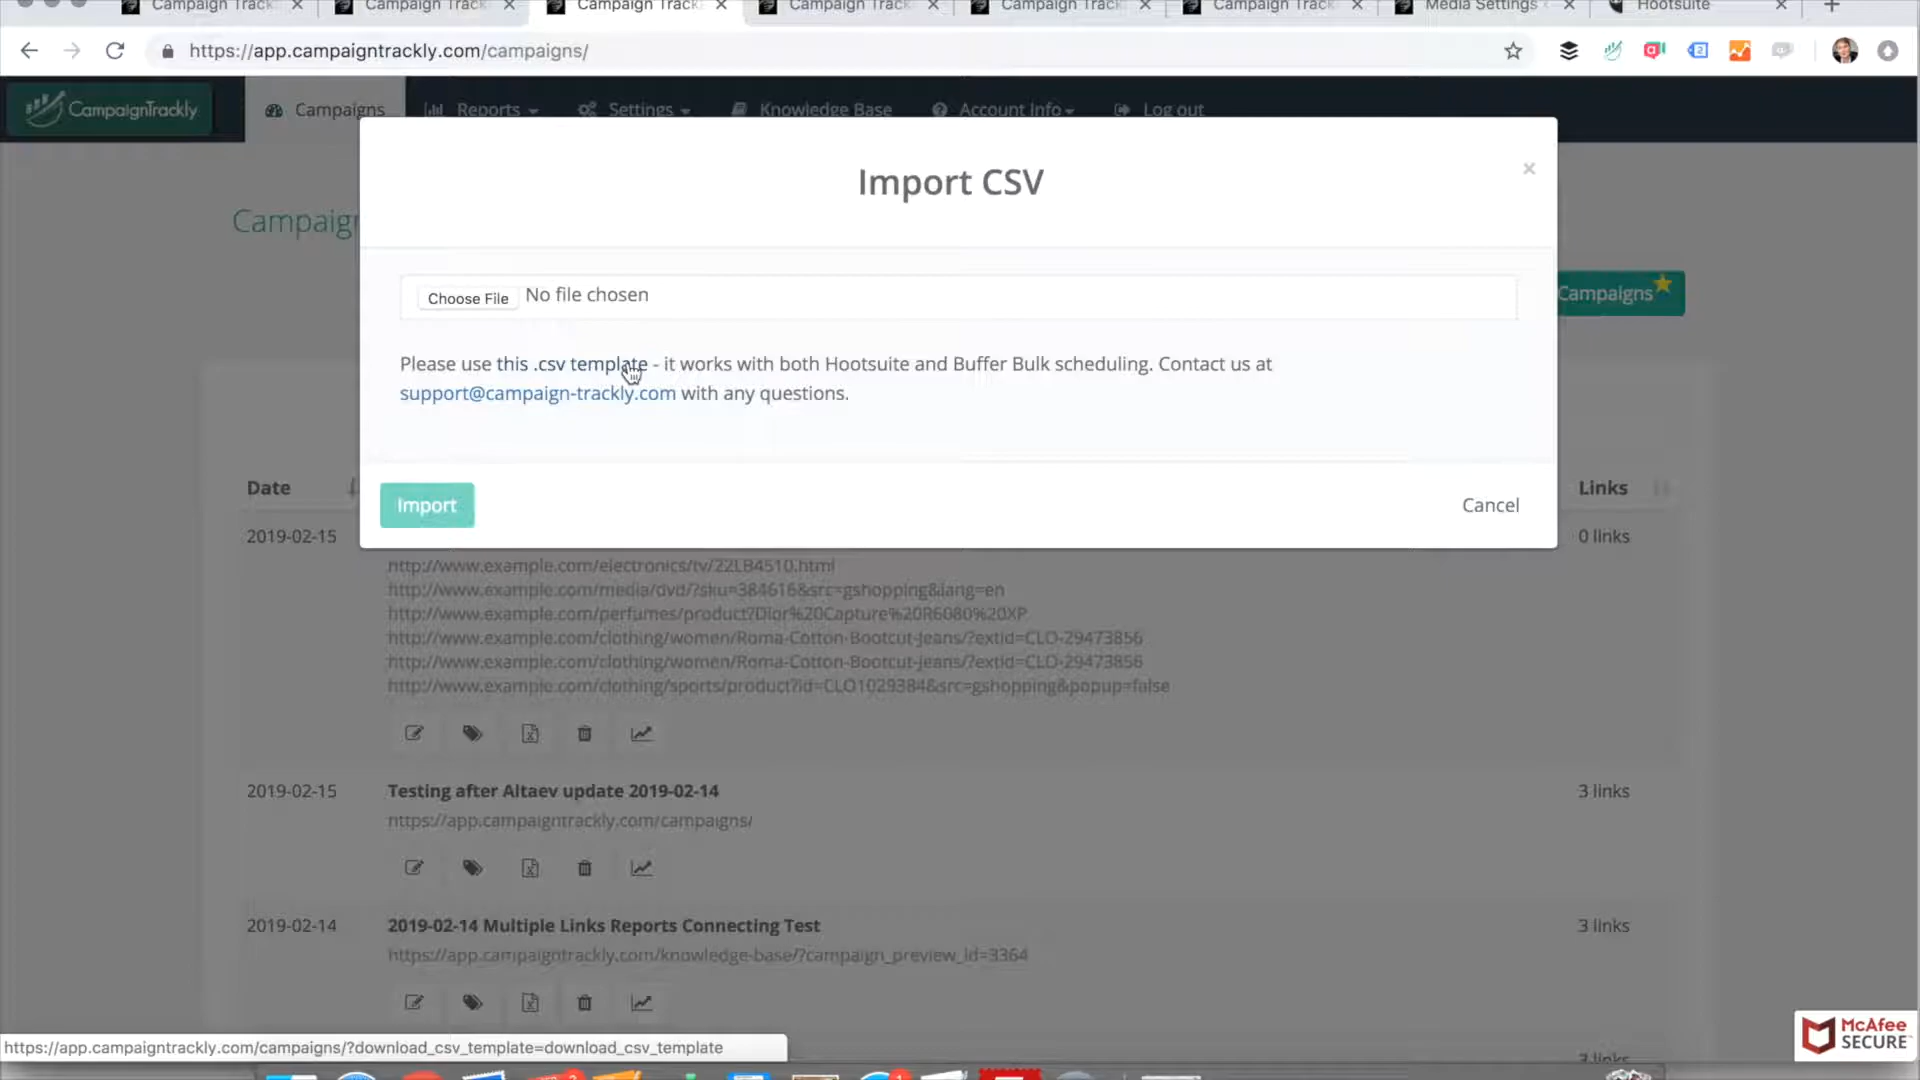 Campaign Track
Campaign Track
Campaign Track
Campaign Track
Campaign Track
Campaign Track
Media Settings
Hootsuite
https://app.campaigntrackly.com/campaigns/
CampaignTrackly
Campaigns
Reports
Settings
Knowledge Base
Account Info
Log out
Import CSV
×
Campaign
Choose File No file chosen
Campaigns
Please use this .csv template - it works with both Hootsuite and Buffer Bulk scheduling. Contact us at
support@campaign-trackly.com with any questions.
Import
Cancel
Date
Links
2019-02-15
0 links
http://www.example.com/electronics/tv/22LB4510.html
http://www.example.com/media/dvd/?sku=384616&src=gshopping&lang=en
http://www.example.com/perfumes/product?Dior%20Capture%20R6080%20XP
http://www.example.com/clothing/women/Roma-Cotton-Bootcut-Jeans/?extid=CLO-29473856
http://www.example.com/clothing/women/Roma-Cotton-Bootcut-Jeans/?extid=CLO-29473856
http://www.example.com/clothing/sports/product?id=CLO1029384&src=gshopping&popup=false
2019-02-15
Testing after Altaev update 2019-02-14
3 links
https://app.campaigntrackly.com/campaigns/
2019-02-14
2019-02-14 Multiple Links Reports Connecting Test
3 links
https://app.campaigntrackly.com/knowledge-base/?campaign_preview_id=3364
https://app.campaigntrackly.com/campaigns/?download_csv_template=download_csv_template
3 links
McAfee
SECURE